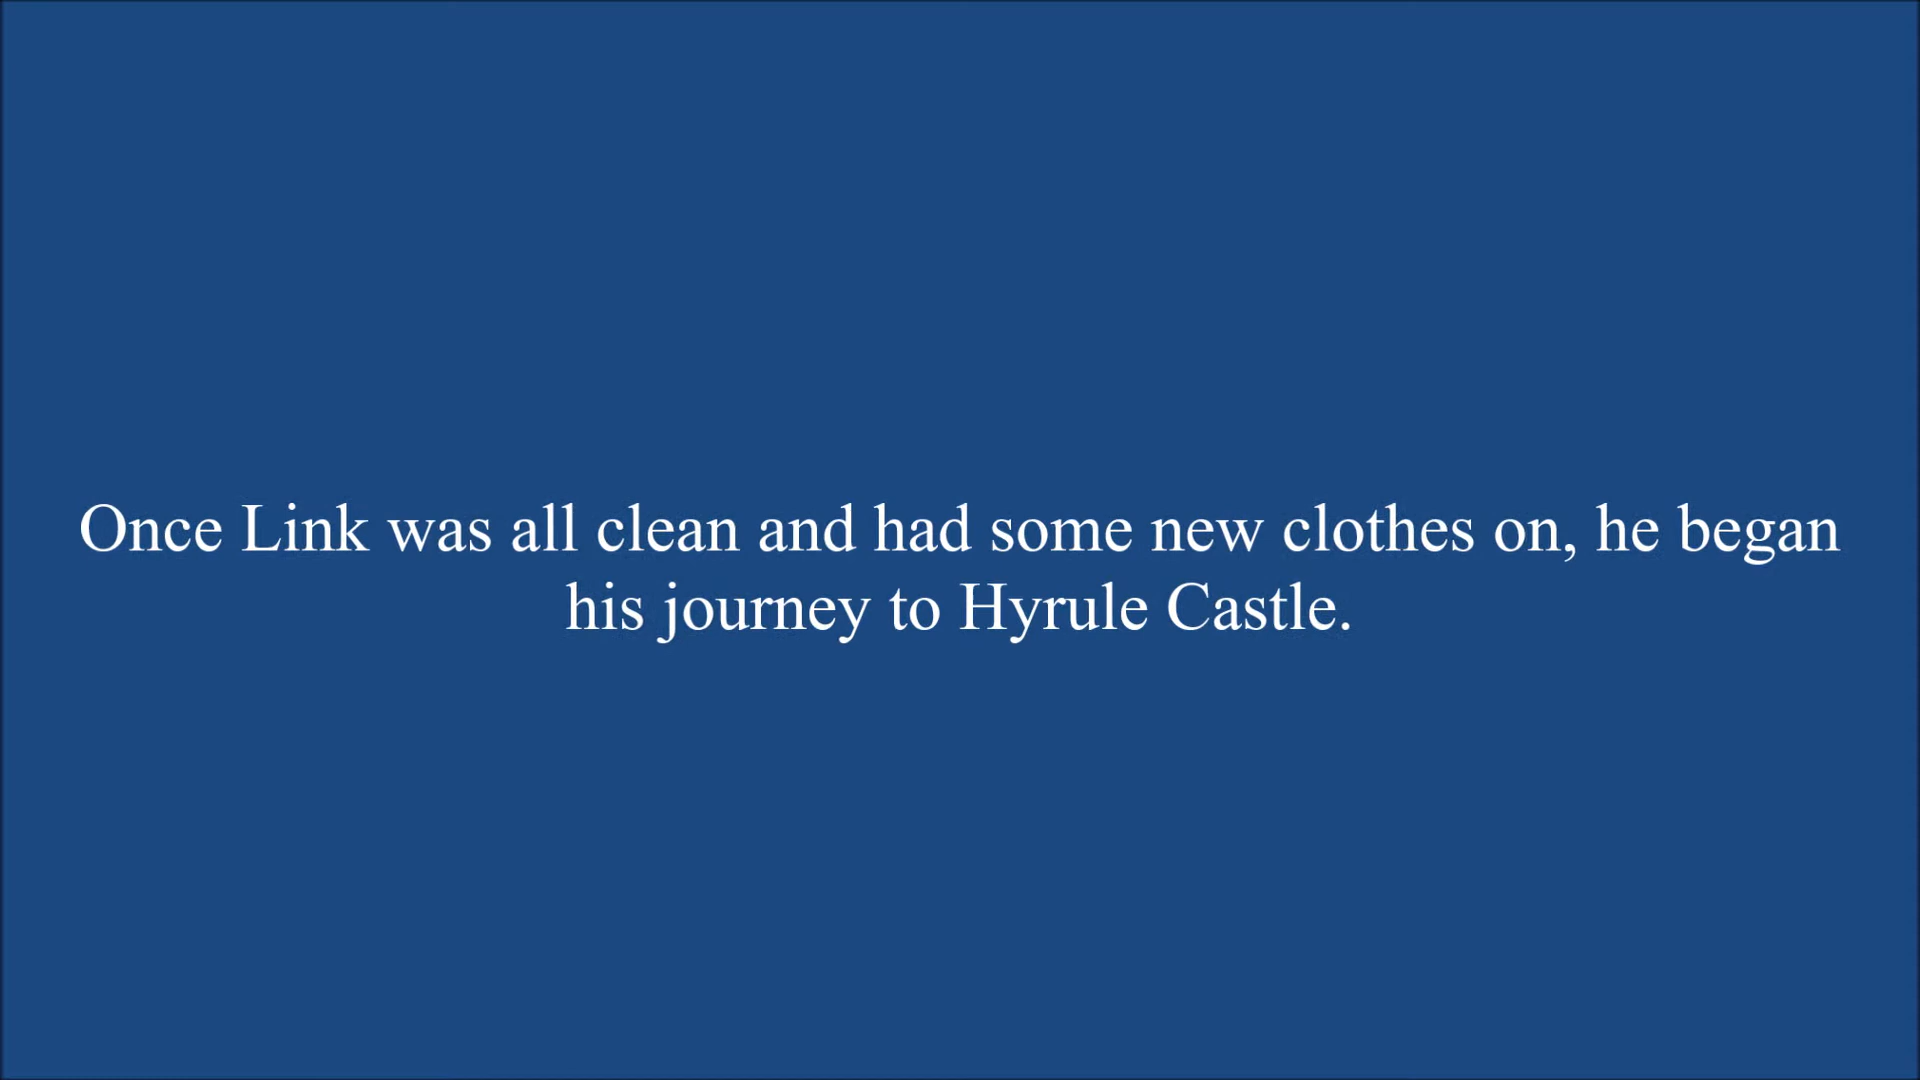 Once Link was all clean and had some new clothes on, he began
his journey to Hyrule Castle.